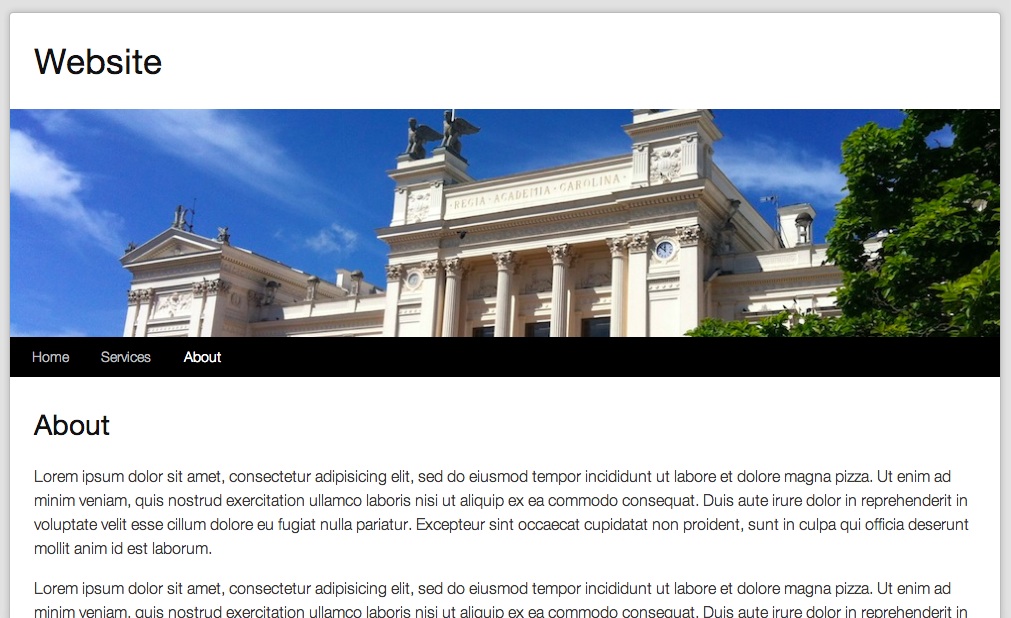 Website
·REGIA·ACADEMIA·CAROLINA·
Home Services About
About
Lorem ipsum dolor sit amet, consectetur adipisicing elit, sed do eiusmod tempor incididunt ut labore et dolore magna pizza. Ut enim ad
minim veniam, quis nostrud exercitation ullamco laboris nisi ut aliquip ex ea commodo consequat. Duis aute irure dolor in reprehenderit in
voluptate velit esse cillum dolore eu fugiat nulla pariatur. Excepteur sint occaecat cupidatat non proident, sunt in culpa qui officia deserunt
mollit anim id est laborum.
Lorem ipsum dolor sit amet, consectetur adipisicing elit, sed do eiusmod tempor incididunt ut labore et dolore magna pizza. Ut enim ad
minim veniam, quis nostrud exercitation ullamco laboris nisi ut aliquip ex ea commodo consequat. Duis aute irure dolor in reprehenderit in